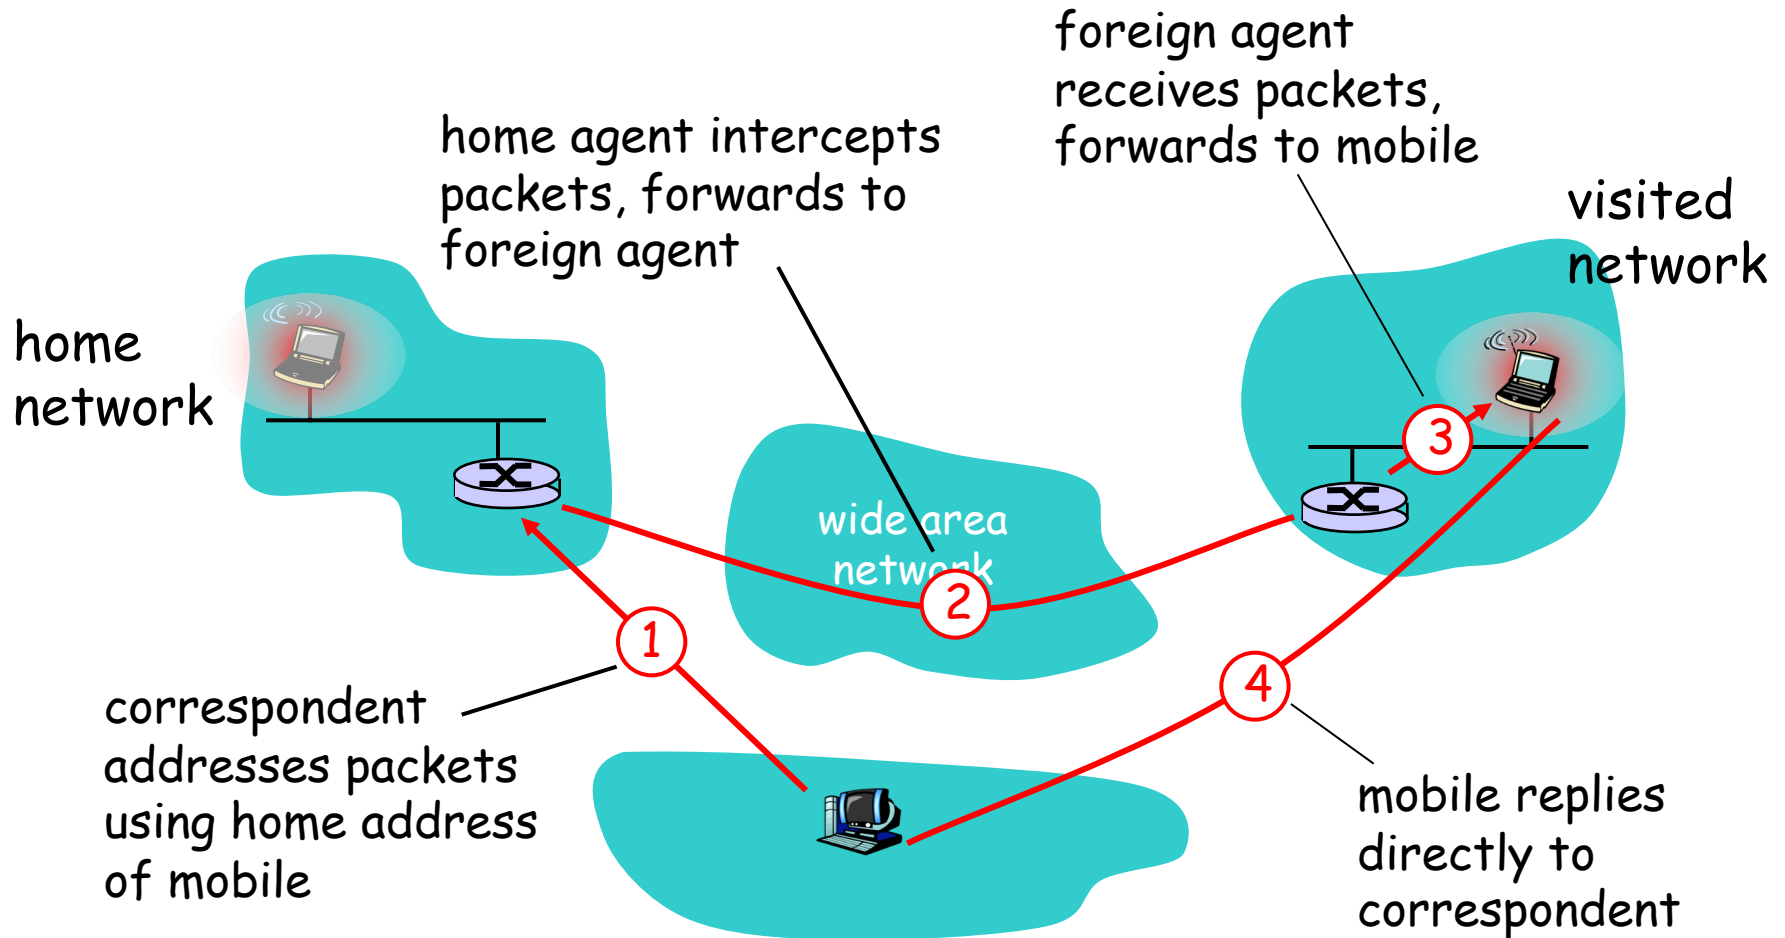 foreign agent
receives packets,
forwards to mobile
home agent intercepts
packets, forwards to
foreign agent
visited
network
home
network
wide area
network
3
2
1
4
correspondent
addresses packets
using home address
of mobile
mobile replies
directly to
correspondent